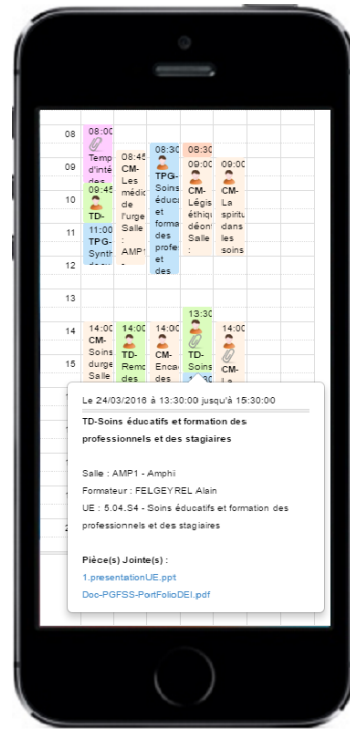 08
09
10
11
12
13
14
15
08:00
Temp
d'inté
des
09:45
TD-
11:00
TPG-
Synth
08:45
CM-
Les
médic
de
l'urge
Salle
:
AMP1
-
08:30
TPG-
Soins
éduca
et
forma
des
profes
et
des
08:30
09:00
CM-
Légis
éthiqu
déont
Salle
:
09:00
CM-
La
spiritu
dans
les
soins
14:00
CM-
Soins
durge
Salle
14:00
TD-
Remo
des
14:00
CM-
Enca
des
13:30
TD-
Soins
14:00
CM-
La
Le 24/03/2016 à 13:30:00 jusqu'à 15:30:00
TD-Soins éducatifs et formation des
professionnels et des stagiaires
Salle : AMP1 - Amphi
Formateur : FELGEYREL Alain
UE : 5.04.S4 - Soins éducatifs et formation des
professionnels et des stagiaires
Pièce(s) Jointe(s) :
1.presentationUE.ppt
Doc-PGFSS-PortFolioDEI.pdf